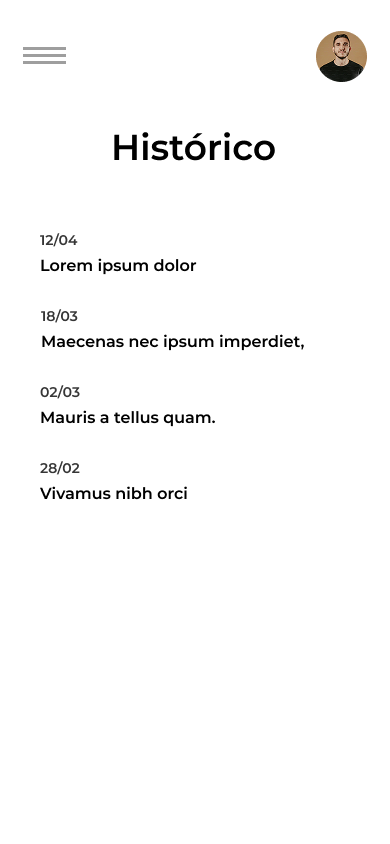 Histórico
12/04
Lorem ipsum dolor
18/03
Maecenas nec ipsum imperdiet,
02/03
Mauris a tellus quam.
28/02
Vivamus nibh orci